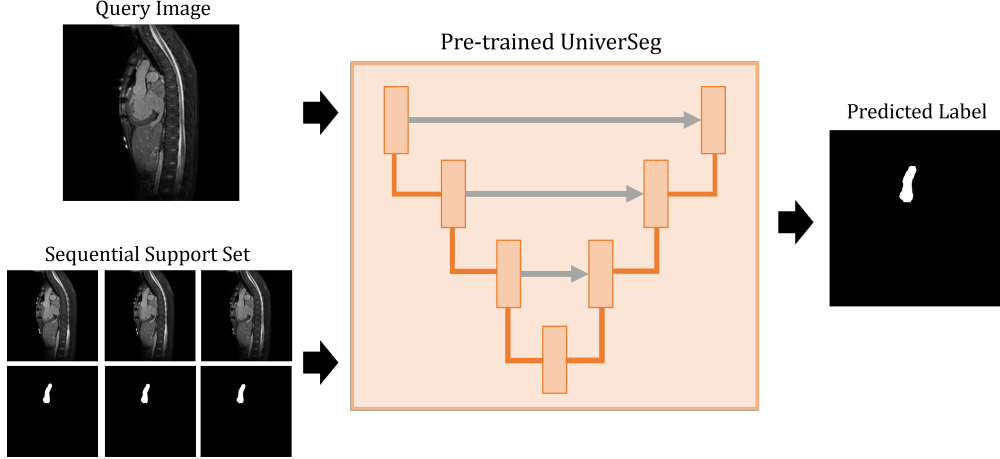 Query Image
Pre-trained UniverSeg
Predicted Label
Sequential Support Set